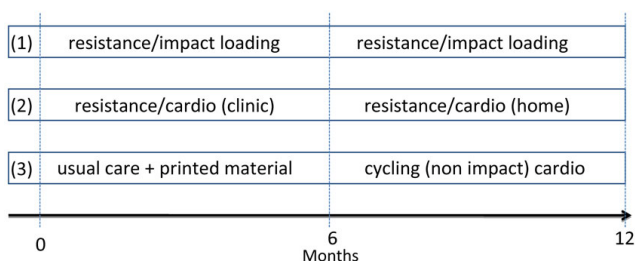 (1) resistance/impact loading resistance/impact loading
(2) resistance/cardio (clinic) resistance/cardio (home)
(3) usual care + printed material cycling (non impact) cardio
0 6 12
Months